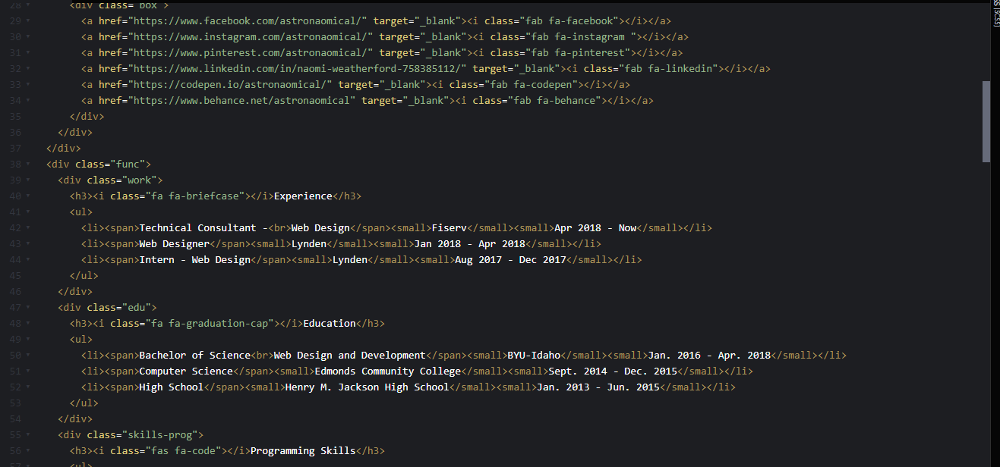 28 <div class="box">
29 <a href="https://www.facebook.com/astronaomical/" target="_blank"><i class="fab fa-facebook"></i></a>
30 <a href="https://www.instagram.com/astronaomical/" target="_blank"><i class="fab fa-instagram "></i></a>
31 <a href="https://www.pinterest.com/astronaomical/" target="_blank"><i class="fab fa-pinterest"></i></a>
32 <a href="https://www.linkedin.com/in/naomi-weatherford-758385112/" target="_blank"><i class="fab fa-linkedin"></i></a>
33 <a href="https://codepen.io/astronaomical/" target="_blank"><i class="fab fa-codepen"></i></a>
34 <a href="https://www.behance.net/astronaomical" target="_blank"><i class="fab fa-behance"></i></a>
35 </div>
36 </div>
37 </div>
38 <div class="func">
39 <div class="work">
40 <h3><i class="fa fa-briefcase"></i>Experience</h3>
41 <ul>
42 <li><span>Technical Consultant -<br>Web Design</span><small>Fiserv</small><small>Apr 2018 - Now</small></li>
43 <li><span>Web Designer</span><small>Lynden</small><small>Jan 2018 - Apr 2018</small></li>
44 <li><span>Intern - Web Design</span><small>Lynden</small><small>Aug 2017 - Dec 2017</small></li>
45 </ul>
46 </div>
47 <div class="edu">
48 <h3><i class="fa fa-graduation-cap"></i>Education</h3>
49 <ul>
50 <li><span>Bachelor of Science<br>Web Design and Development</span><small>BYU-Idaho</small><small>Jan. 2016 - Apr. 2018</small></li>
51 <li><span>Computer Science</span><small>Edmonds Community College</small><small>Sept. 2014 - Dec. 2015</small></li>
52 <li><span>High School</span><small>Henry M. Jackson High School</small><small>Jan. 2013 - Jun. 2015</small></li>
53 </ul>
54 </div>
55 <div class="skills-prog">
56 <h3><i class="fas fa-code"></i>Programming Skills</h3>
57 <ul>
(SCSS)